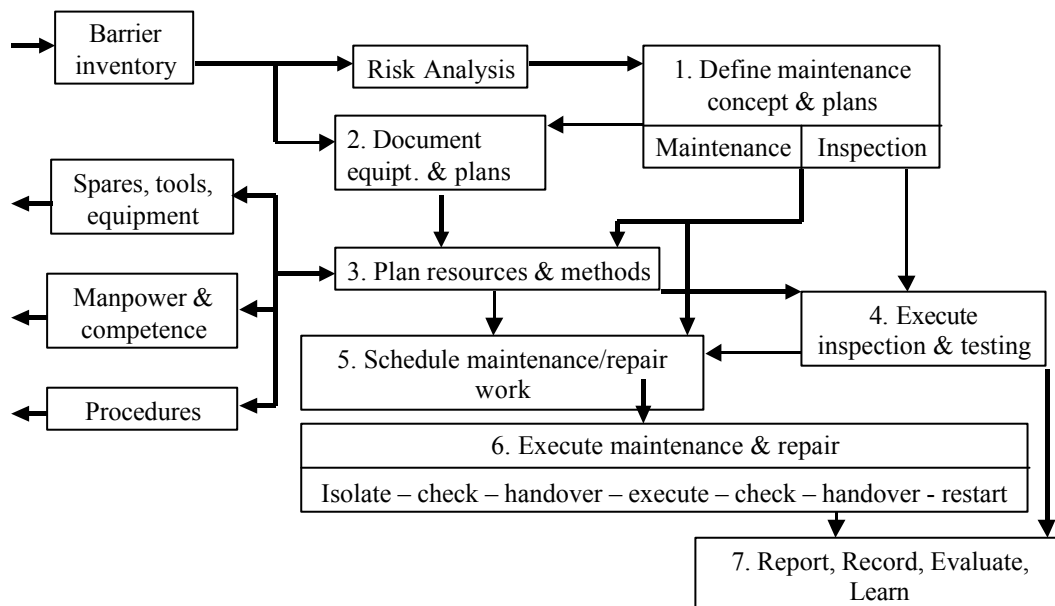 Barrier
inventory
Risk Analysis
1. Define maintenance
concept & plans
Maintenance
Inspection
2. Document
equipt. & plans
Spares, tools,
equipment
3. Plan resources & methods
Manpower &
competence
4. Execute
inspection & testing
5. Schedule maintenance/repair
work
Procedures
6. Execute maintenance & repair
Isolate – check – handover – execute – check – handover - restart
7. Report, Record, Evaluate,
Learn